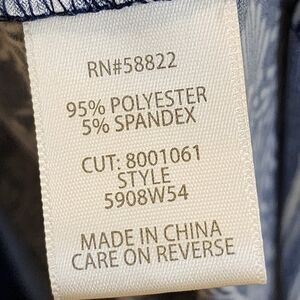 RN#58822
95% POLYESTER
5% SPANDEX
CUT: 8001061
STYLE
5908W54
MADE IN CHINA
CARE ON REVERSE